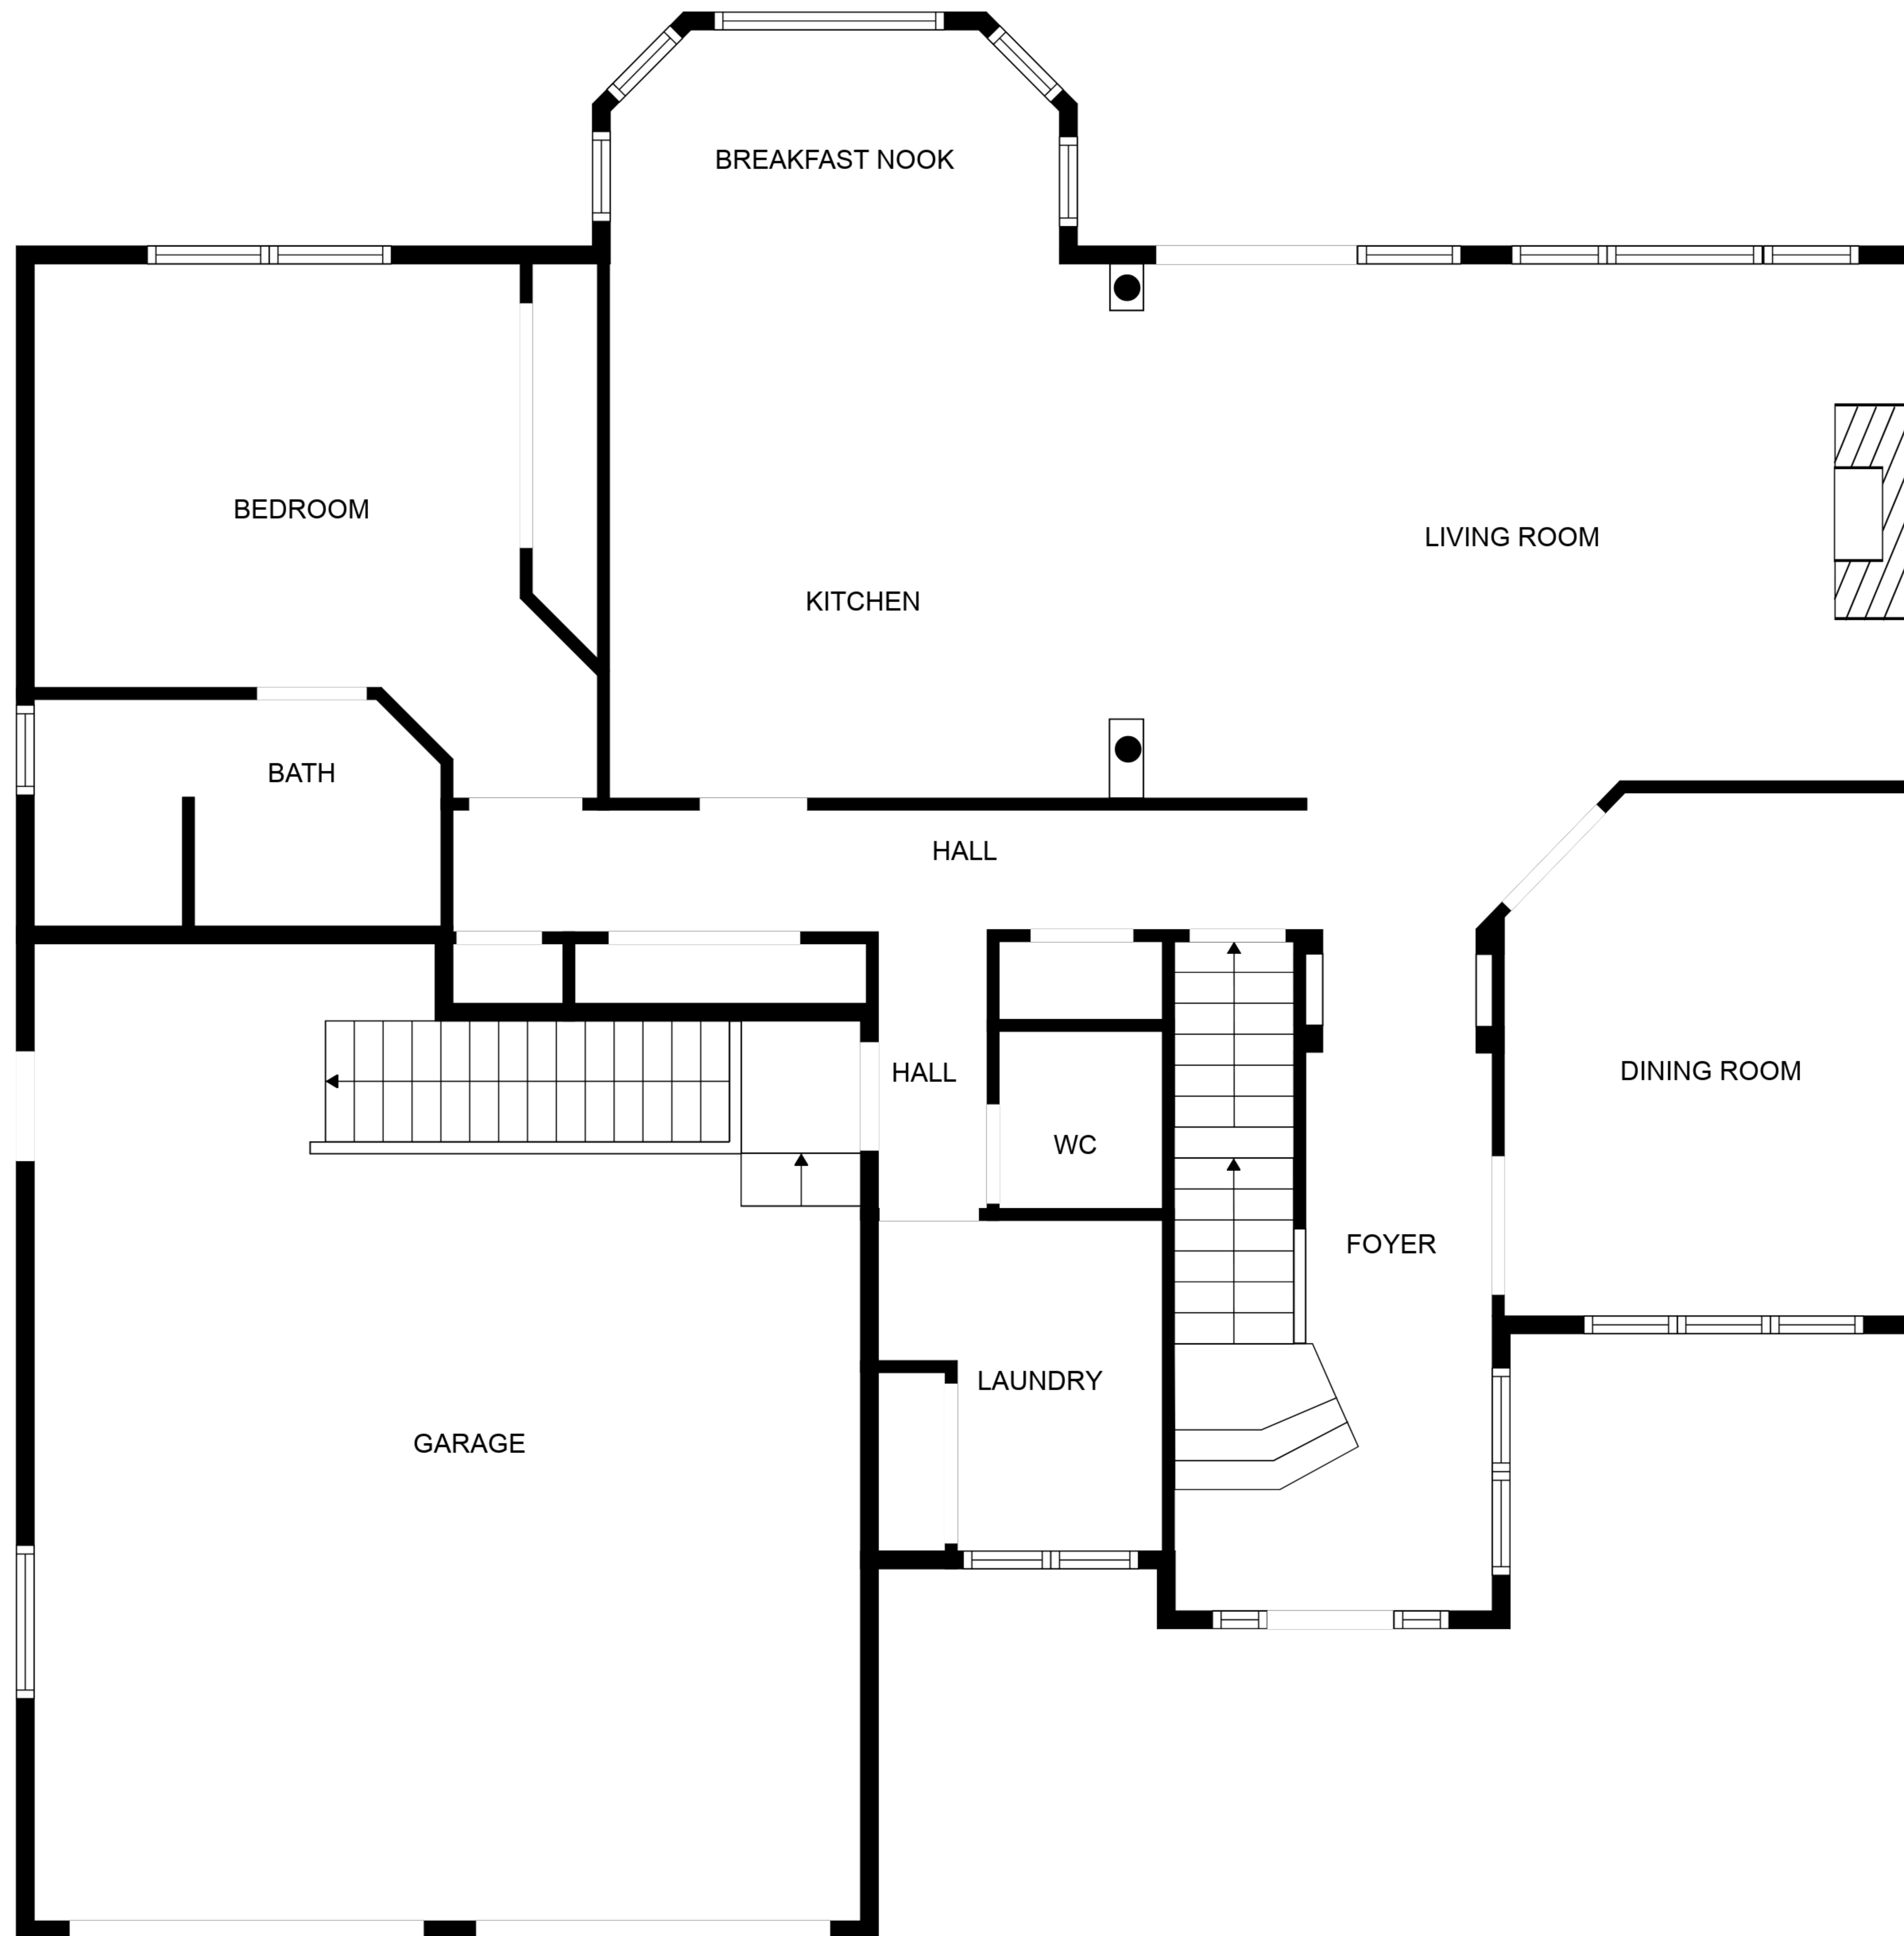 BREAKFAST NOOK
BEDROOM
LIVING ROOM
KITCHEN
BATH
HALL
HALL
DINING ROOM
WC
FOYER
LAUNDRY
GARAGE